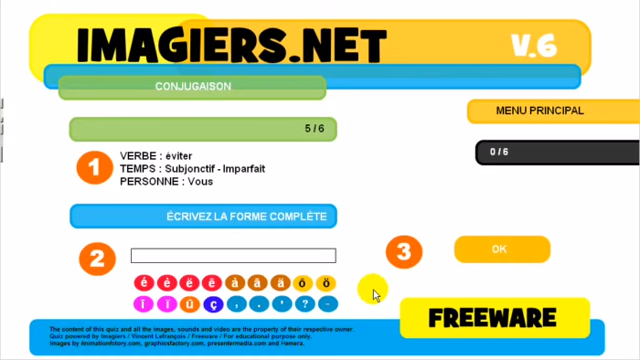 IMAGIERS.NET
V.6
CONJUGAISON
MENU PRINCIPAL
5 / 6
0 / 6
1
VERBE : éviter
TEMPS : Subjonctif - Imparfait
PERSONNE : Vous
ÉCRIVEZ LA FORME COMPLÈTE
2
3
OK
FREEWARE
The content of this quiz and all the images, sounds and video are the property of their respective owner.
Quiz powered by Imagiers / Vincent Lefrançois / Freeware / For educational purpose only.
Images by Animationfctory.com, graphicsfactory.com, presentermedia.com and Hemera.